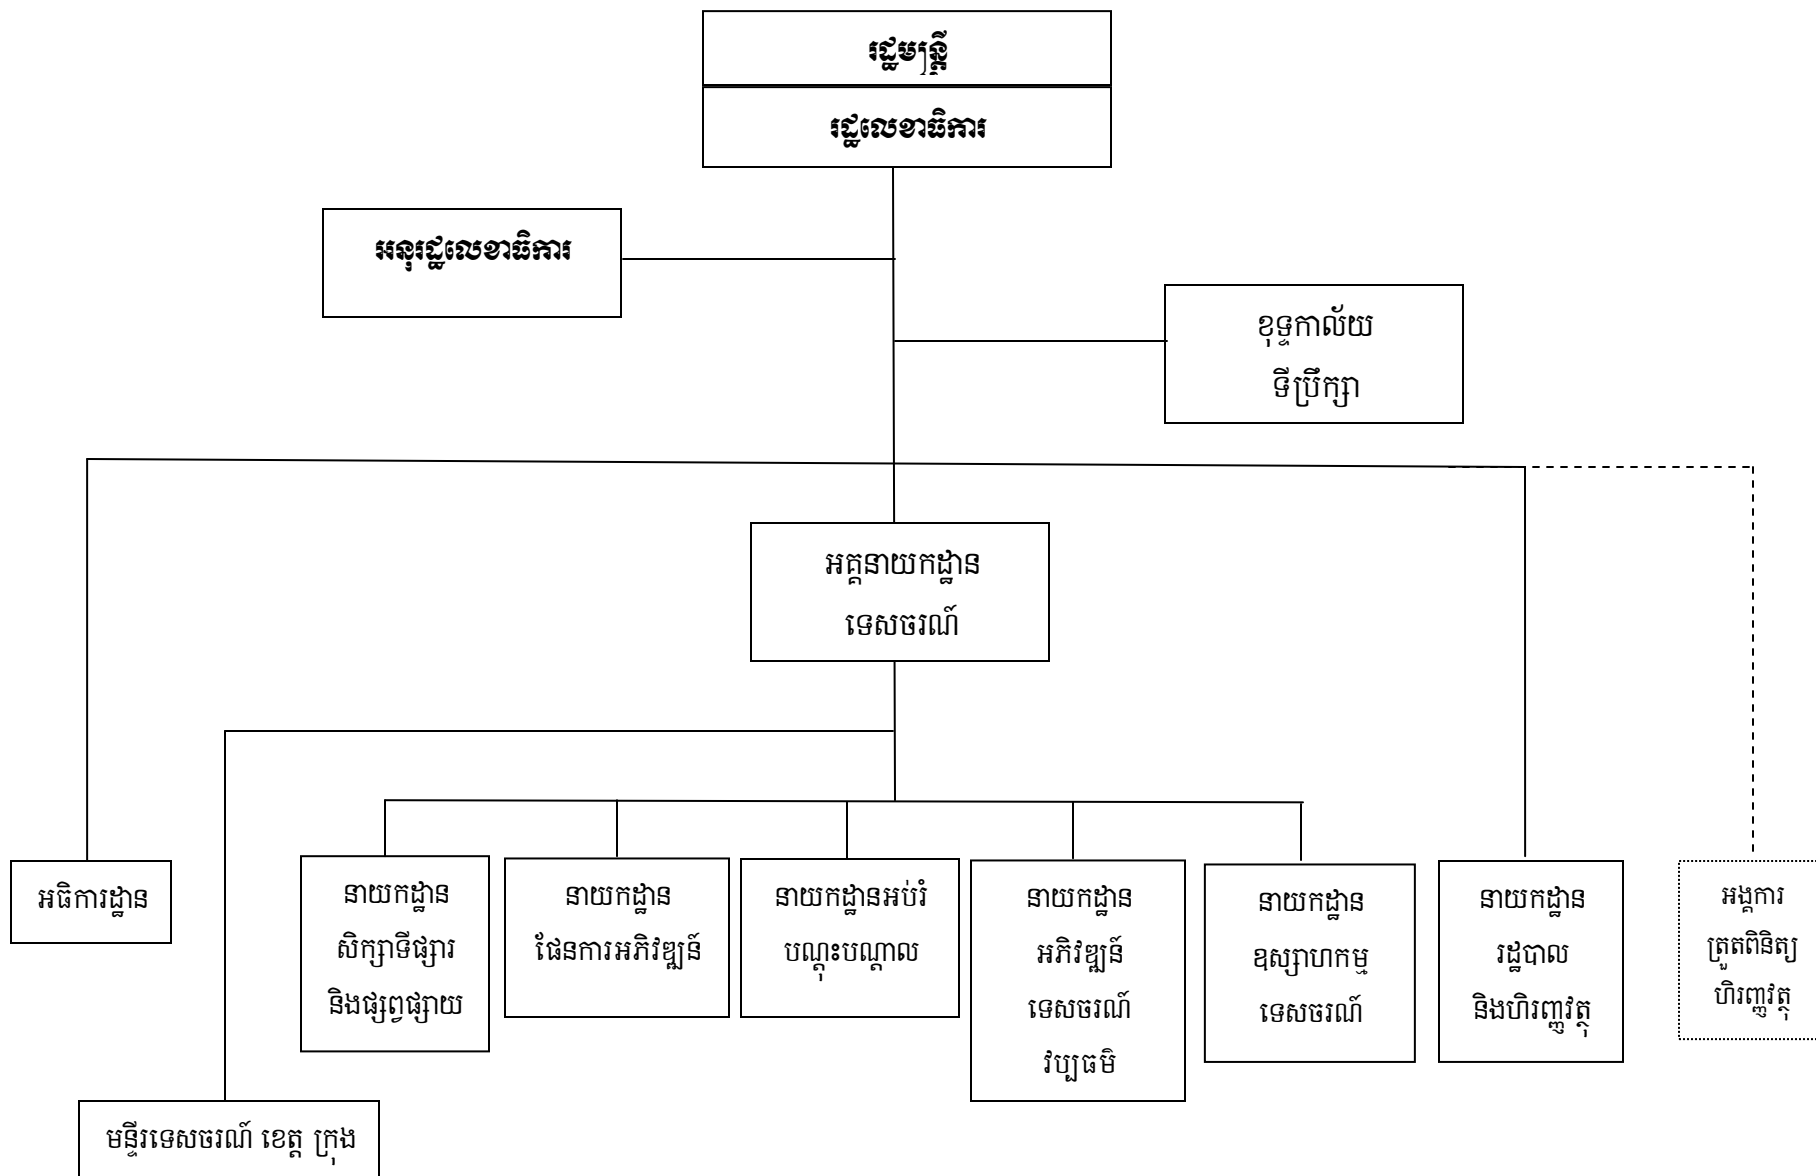 រដ្ឋមន្ត្រី
រដ្ឋលេខាធិការ
អនុរដ្ឋលេខាធិការ
ខុទ្ទកាល័យ
ទីប្រឹក្សា
អគ្គនាយកដ្ឋាន
ទេសចរណ៍
អធិការដ្ឋាន
នាយកដ្ឋាន
សិក្សាទីផ្សារ
និងផ្សព្វផ្សាយ
នាយកដ្ឋាន
ផែនការអភិវឌ្ឍន៍
នាយកដ្ឋានអប់រំ
បណ្តុះបណ្តាល
នាយកដ្ឋាន
អភិវឌ្ឍន៍
ទេសចរណ៍
វប្បធម៌
នាយកដ្ឋាន
ឧស្សាហកម្ម
ទេសចរណ៍
នាយកដ្ឋាន
រដ្ឋបាល
និងហិរញ្ញវត្ថុ
អង្គការ
ត្រួតពិនិត្យ
ហិរញ្ញវត្ថុ
មន្ទីរទេសចរណ៍ ខេត្ត ក្រុង